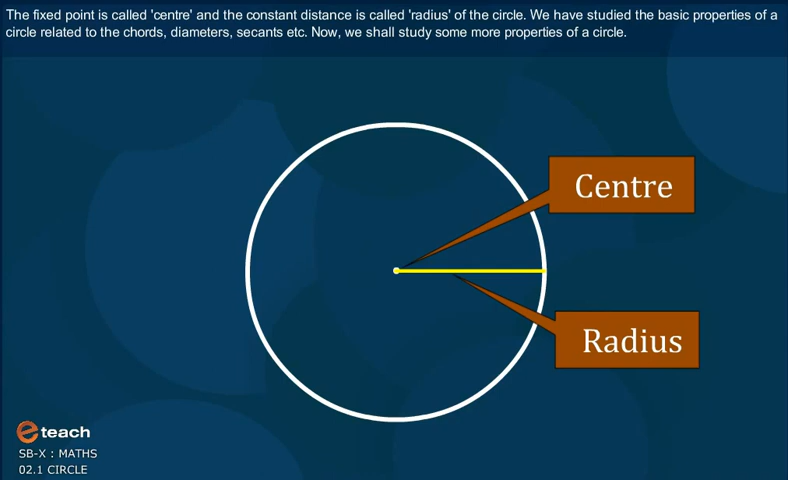 The fixed point is called 'centre' and the constant distance is called 'radius' of the circle. We have studied the basic properties of a
circle related to the chords, diameters, secants etc. Now, we shall study some more properties of a circle.
Centre
Radius
eteach
SB-X : MATHS
02.1 CIRCLE